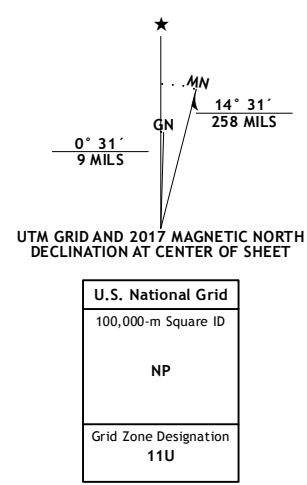 ★
MN
GN
14° 31´
258 MILS
0° 31´
9 MILS
UTM GRID AND 2017 MAGNETIC NORTH
DECLINATION AT CENTER OF SHEET
U.S. National Grid
100,000-m Square ID
NP
Grid Zone Designation
11U